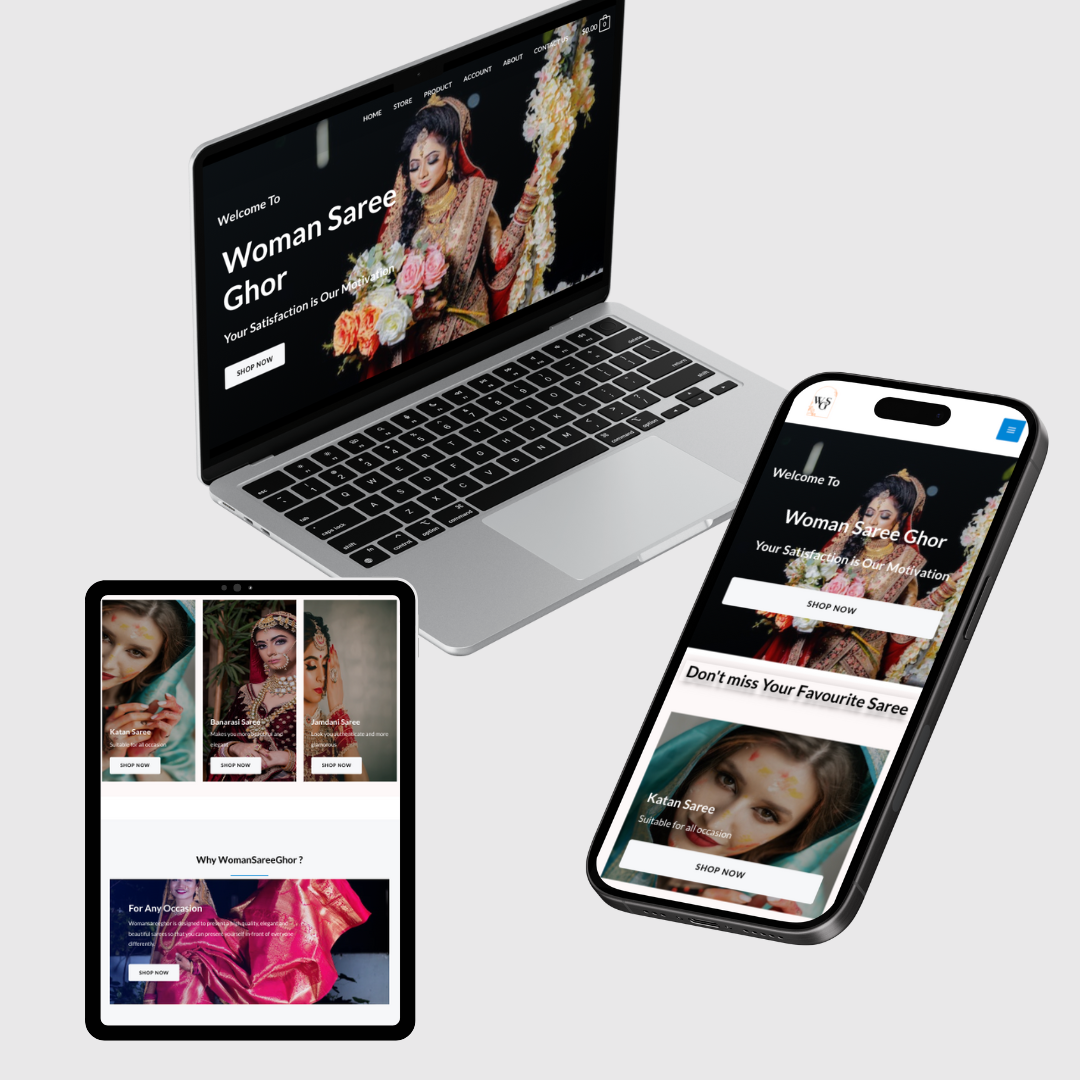 HOME STORE PRODUCT ACCOUNT ABOUT CONTACT US $0.00 0
Welcome To
Woman Saree
Ghor
Your Satisfaction is Our Motivation
SHOP NOW
WSG
Welcome To
Woman Saree Ghor
Your Satisfaction is Our Motivation
SHOP NOW
Don't miss Your Favourite Saree
Katan Saree
Suitable for all occasion
SHOP NOW
Katan Saree
Suitable for all occasion
SHOP NOW
Banarasi Saree
Makes you more beautiful and
elegant
SHOP NOW
Jamdani Saree
Look you authenticate and more
glamorous
SHOP NOW
Why WomanSareeGhor ?
For Any Occasion
Womansareeghor is designed to present a high quality, elegant and
beautiful sarees so that you can present yourself in front of everyone
differently.
SHOP NOW